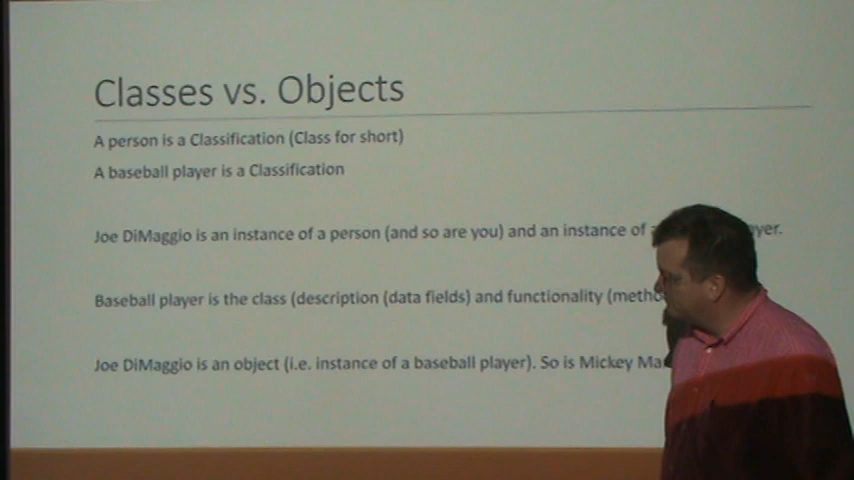 Classes vs. Objects
A person is a Classification (Class for short)
A baseball player is a Classification
Joe DiMaggio is an instance of a person (and so are you) and an instance of a yer.
Baseball player is the class (description (data fields) and functionality (metho
Joe DiMaggio is an object (i.e. instance of a baseball player). So is Mickey Ma